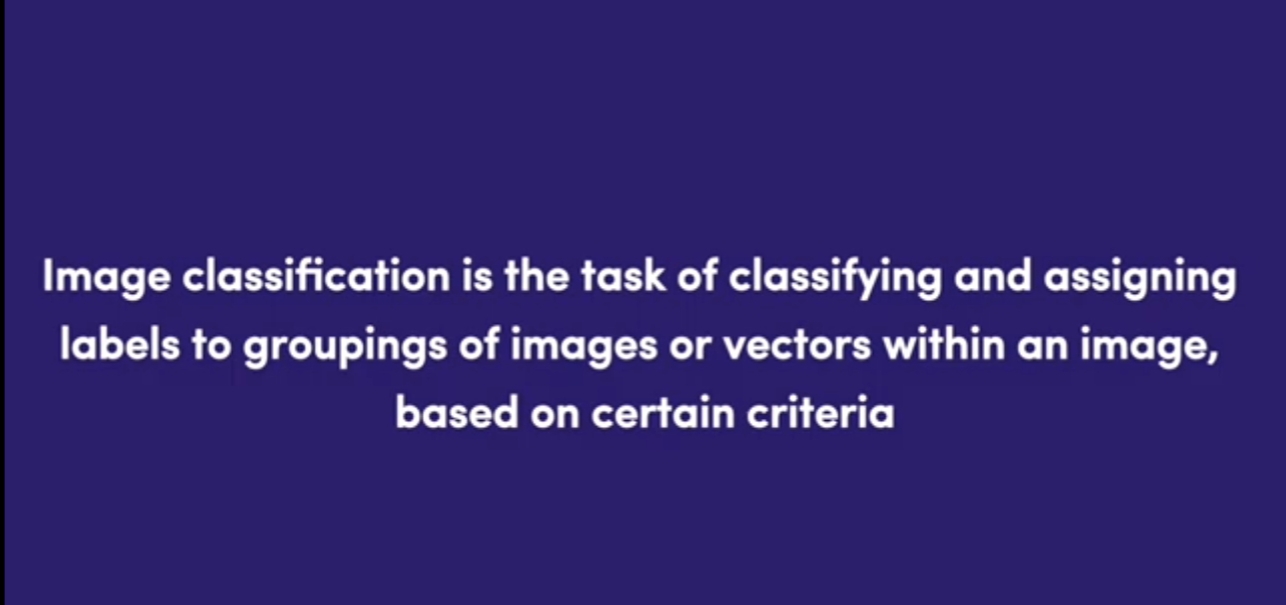 Image classification is the task of classifying and assigning
labels to groupings of images or vectors within an image,
based on certain criteria